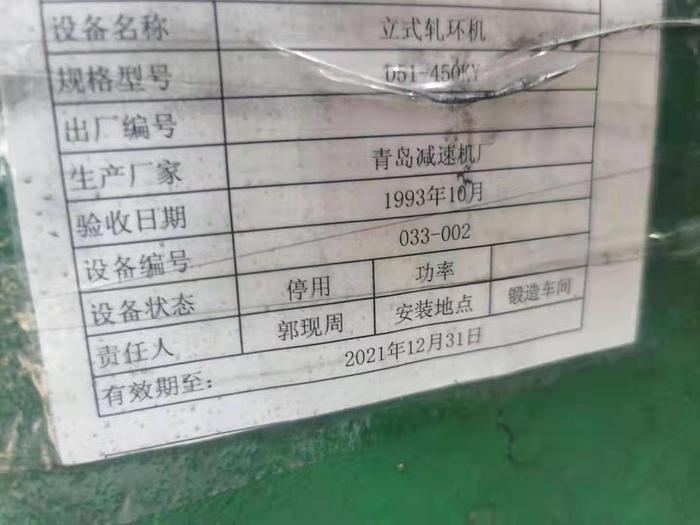 设备名称 立式轧环机
规格型号 D51-450KY
出厂编号
生产厂家 青岛减速机厂
验收日期 1993年10月
设备编号 033-002
设备状态 停用 功率
责任人 郭现周 安装地点 锻造车间
有效期至: 2021年12月31日